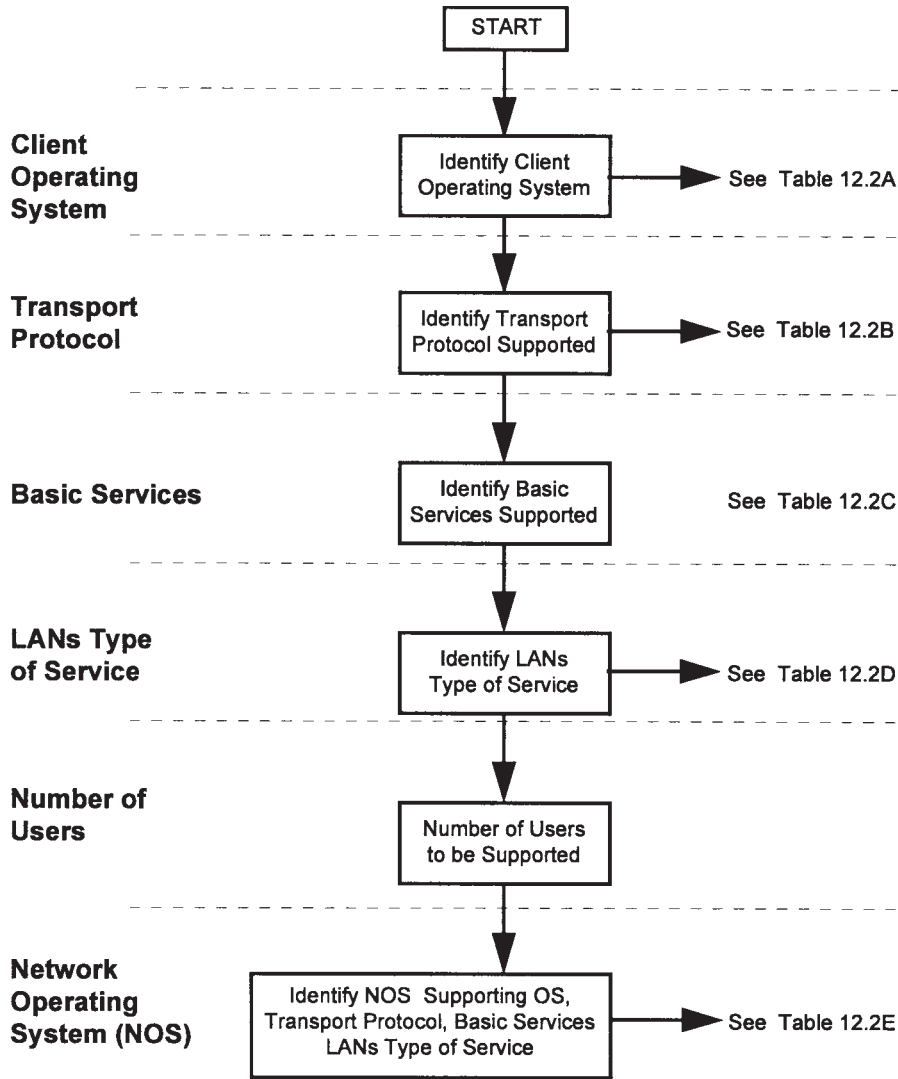 START
Client
Operating
System
Identify Client
Operating System
See Table 12.2A
Transport
Protocol
Identify Transport
Protocol Supported
See Table 12.2B
Basic Services
Identify Basic
Services Supported
See Table 12.2C
LANs Type
of Service
Identify LANs
Type of Service
See Table 12.2D
Number of
Users
Number of Users
to be Supported
Network
Operating
System (NOS)
Identify NOS Supporting OS,
Transport Protocol, Basic Services
LANs Type of Service
See Table 12.2E